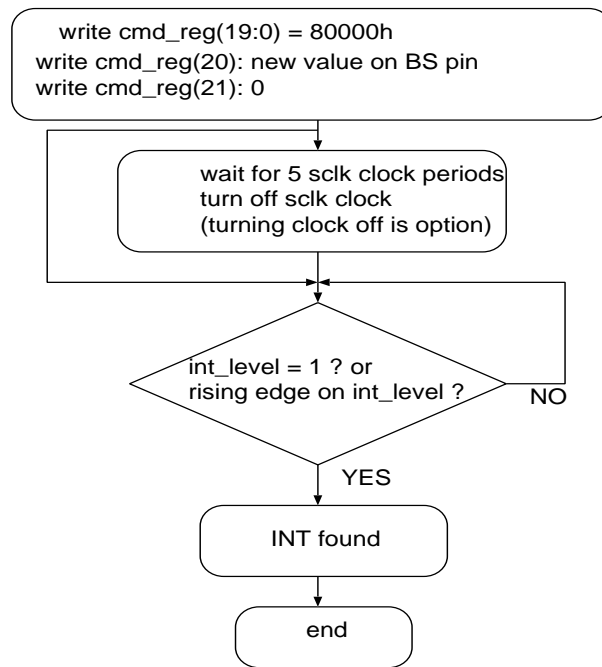 write cmd_reg(19:0) = 80000h
write cmd_reg(20): new value on BS pin
write cmd_reg(21): 0
wait for 5 sclk clock periods
turn off sclk clock
(turning clock off is option)
int_level = 1 ? or
rising edge on int_level ?
NO
YES
INT found
end